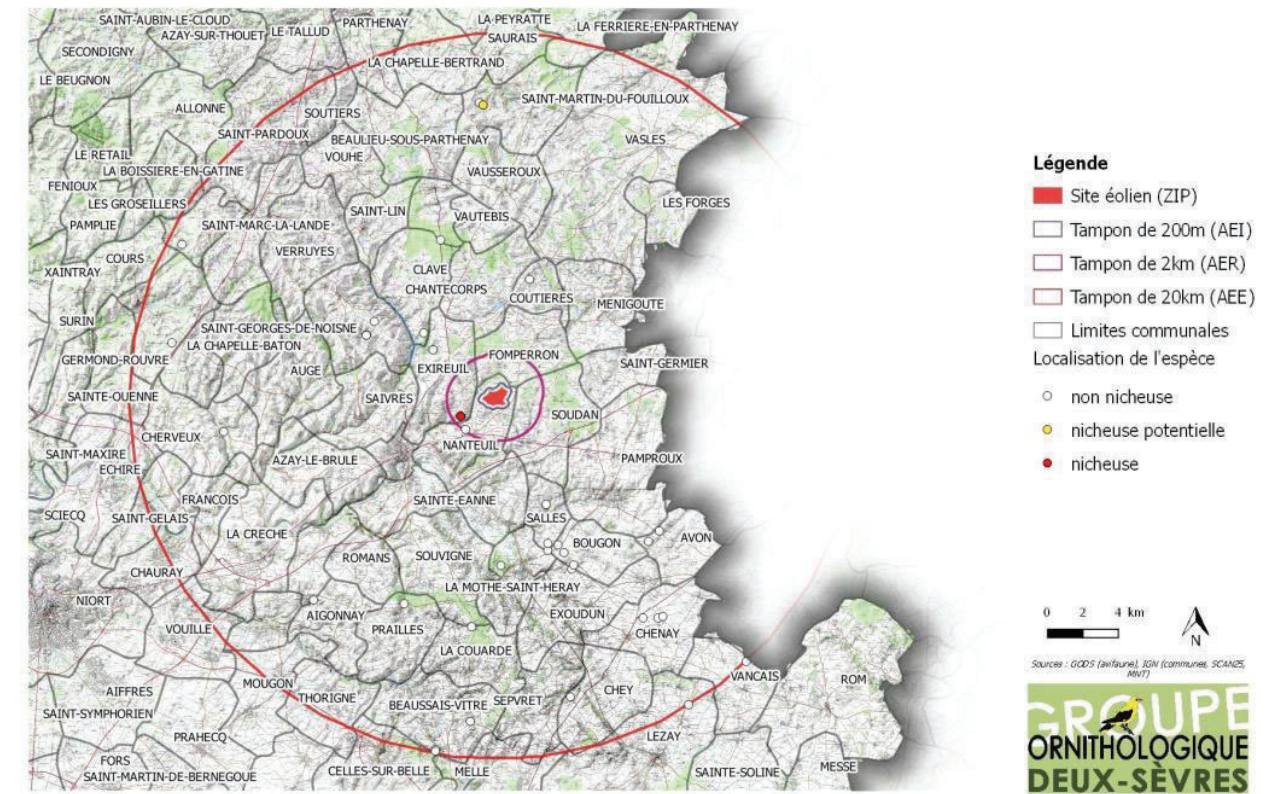 SAINT-AUBIN-LE-CLOUD
PARTHENAY
LA PEYRATTE
LA FERRIERE-EN-PARTHENAY
AZAY-SUR-THOUET
LE TALLUD
SAURAIS
SECONDIGNY
LA CHAPELLE-BERTRAND
LE BEUGNON
ALLONNE
SOUTIERS
SAINT-MARTIN-DU-FOUILLOUX
SAINT-PARDOUX
BEAULIEU-SOUS-PARTHENAY
VASLES
LE RETAIL
VOUHE
LA BOISSIERE-EN-GATINE
VAUSSEROUX
FENIOUX
LES GROSEILLERS
SAINT-LIN
LES FORGES
PAMPLIE
SAINT-MARC-LA-LANDE
VAUTEBIS
VERRUYES
COURS
XAINTRAY
CLAVE
CHANTECORPS
COUTIERES
MENIGOUTE
SURIN
SAINT-GEORGES-DE-NOISNE
LA CHAPELLE-BATON
GERMOND-ROUVRE
FOMPERRON
SAINT-GERMIER
AUGE
EXIREUIL
SAINTE-OUENNE
SAIVRES
SOUDAN
CHERVEUX
NANTEUIL
SAINT-MAXIRE
AZAY-LE-BRULE
PAMPROUX
ECHIRE
FRANCOIS
SAINTE-EANNE
SCIECQ
SAINT-GELAIS
SALLES
LA CRECHE
BOUGON
AVON
ROMANS
SOUVIGNE
CHAURAY
LA MOTHE-SAINT-HERAY
NIORT
AIGONNAY
EXOUDUN
VOUILLE
PRAILLES
CHENAY
LA COUARDE
VANCAIS
ROM
MOUGON
CHEY
AIFFRES
THORIGNE
SEPVRET
BEAUSSAIS-VITRE
SAINT-SYMPHORIEN
PRAHECQ
LEZAY
FORS
CELLES-SUR-BELLE
MELLE
SAINTE-SOLINE
MESSE
SAINT-MARTIN-DE-BERNEGOUE
Légende
Site éolien (ZIP)
Tampon de 200m (AEI)
Tampon de 2km (AER)
Tampon de 20km (AEE)
Limites communales
Localisation de l'espèce
non nicheuse
nicheuse potentielle
nicheuse
0 2 4 km
N
Sources : GODS (avifaune), IGN (communes, SCAN25,
MNT)
GROUPE
ORNITHOLOGIQUE
DEUX-SÈVRES